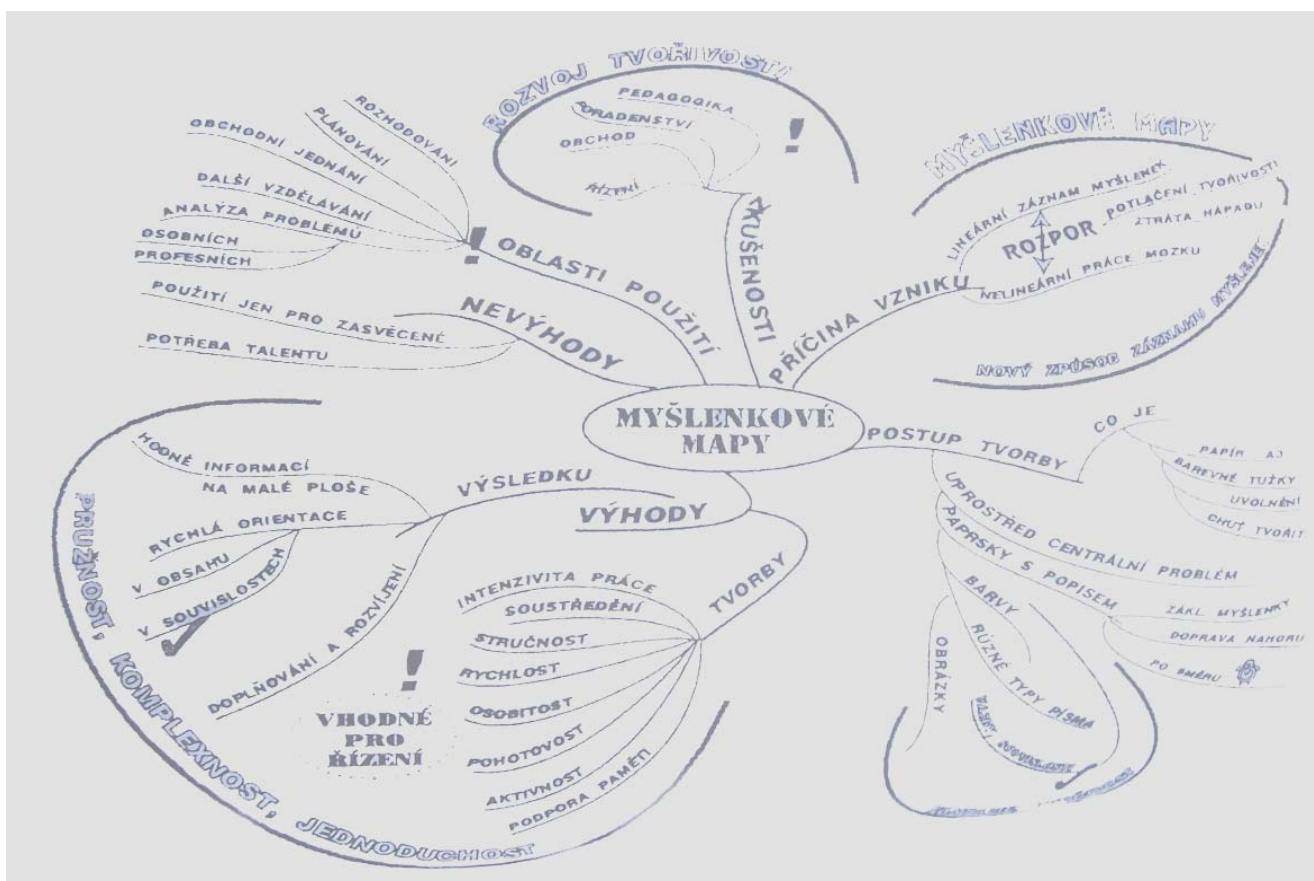 ROZVOJ TVOŘIVOSTI
PEDAGOGIKA
PORADENSTVÍ
OBCHOD
ŘÍZENÍ
!
ZKUŠENOSTI
MYŠLENKOVÉ MAPY
LINEÁRNÍ ZÁZNAM MYŠLENEK
ROZPOR
POTLAČENÍ TVOŘIVOSTI
ZTRÁTA NÁPADU
NELINEÁRNÍ PRÁCE MOZKU
NOVÝ ZPŮSOB ZÁZNAMU MYŠLENEK
PŘÍČINA VZNIKU
ROZHODOVÁNÍ
PLÁNOVÁNÍ
OBCHODNÍ JEDNÁNÍ
DALŠÍ VZDĚLÁVÁNÍ
ANALÝZA PROBLÉMŮ
OSOBNÍCH
PROFESNÍCH
!
OBLASTI POUŽITÍ
NEVÝHODY
POUŽITÍ JEN PRO ZASVĚCENÉ
POTŘEBA TALENTU
MYŠLENKOVÉ
MAPY
POSTUP TVORBY
CO JE
PAPÍR A3
BAREVNÉ TUŽKY
UVOLNĚNÍ
CHUŤ TVOŘIT
UPROSTŘED CENTRÁLNÍ PROBLÉM
PAPRSKY S POPISEM
ZÁKL. MYŠLENKY
DOPRAVA NAHORU
PO SMĚRU
BARVY
RŮZNÉ TYPY PÍSMA
OBRÁZKY
VÝHODY
VÝSLEDKU
HODNĚ INFORMACÍ
NA MALÉ PLOŠE
RYCHLÁ ORIENTACE
V OBSAHU
V SOUVISLOSTECH
DOPLŇOVÁNÍ A ROZVÍJENÍ
TVORBY
INTENZIVITA PRÁCE
SOUSTŘEDĚNÍ
STRUČNOST
RYCHLOST
OSOBITOST
POHOTOVOST
AKTIVNOST
PODPORA PAMĚTI
!
VHODNÉ
PRO
ŘÍZENÍ
PRUŽNOST, KOMPLEXNOST, JEDNODUCHOST